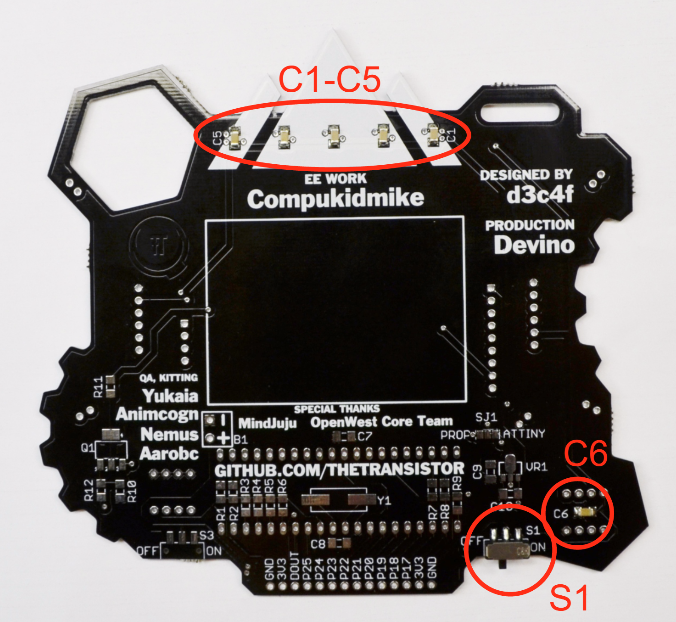 C1-C5
C5
C1
EE WORK
Compukidmike
DESIGNED BY
d3c4f
PRODUCTION
Devino
R11
QA, KITTING
Yukaia
Animcogn
Nemus
Aarobc
SPECIAL THANKS
MindJuju OpenWest Core Team
- + B1
C7
SJ1
PROP ATTINY
Q1
GITHUB.COM/THETRANSISTOR
C9
VR1
C6
R12
R10
R1
R2
R3
R4
R5
R6
Y1
R7
R8
R9
C6
S3
OFF ON
C8
S1
OFF ON
GND
3V3
POUT
P25
P24
P23
P22
P21
P20
P19
P18
P17
3V3
GND
S1